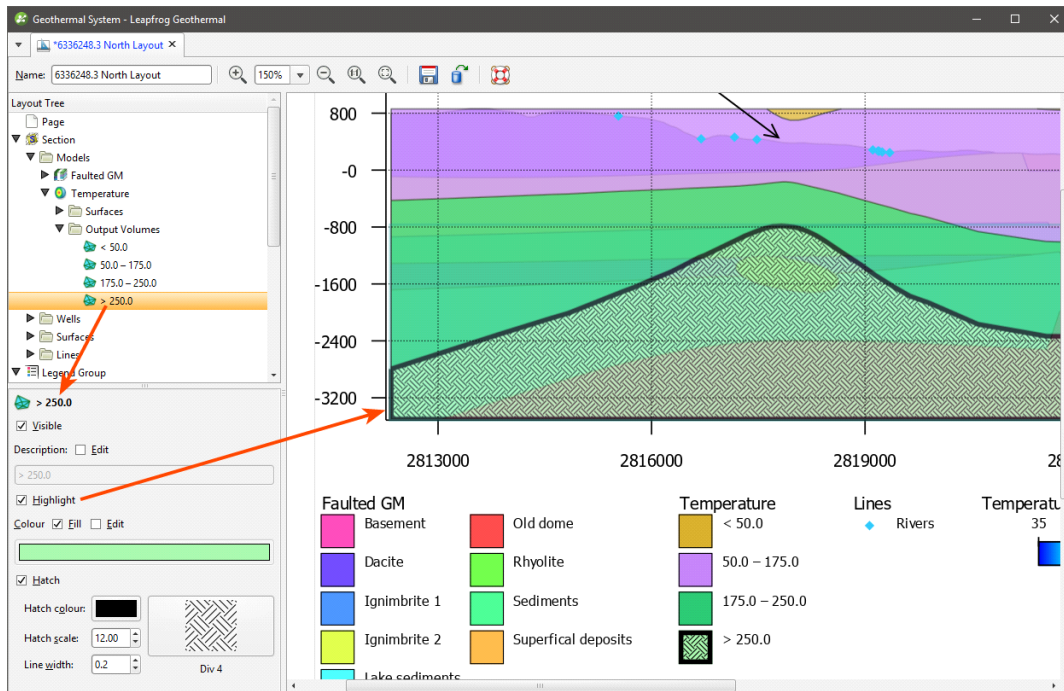 Geothermal System - Leapfrog Geothermal
*6336248.3 North Layout
Name: 6336248.3 North Layout
150%
Layout Tree
Page
Section
Models
Faulted GM
Temperature
Surfaces
Output Volumes
< 50.0
50.0 – 175.0
175.0 – 250.0
> 250.0
Wells
Surfaces
Lines
Legend Group
> 250.0
Visible
Description: Edit
> 250.0
Highlight
Colour Fill Edit
Hatch
Hatch colour:
Hatch scale: 12.00
Line width: 0.2
Div 4
800
-0
-800
-1600
-2400
-3200
2813000 2816000 2819000 28
Faulted GM
Basement
Dacite
Ignimbrite 1
Ignimbrite 2
Lake sediments
Old dome
Rhyolite
Sediments
Superfical deposits
Temperature
< 50.0
50.0 – 175.0
175.0 – 250.0
> 250.0
Lines
Rivers
Temperatu
35